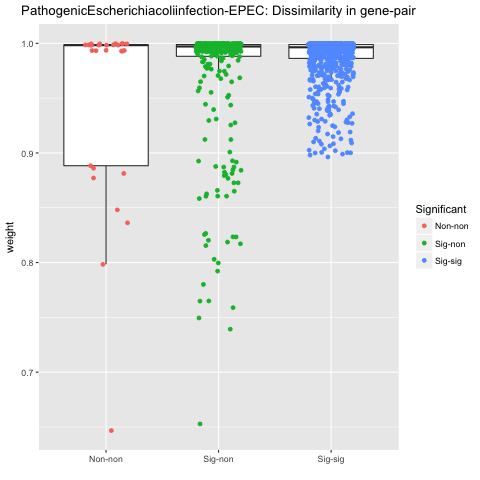 PathogenicEscherichiacoliinfection-EPEC: Dissimilarity in gene-pair
1.0
0.9
0.8
0.7
weight
Non-non
Sig-non
Sig-sig
Significant
Non-non
Sig-non
Sig-sig